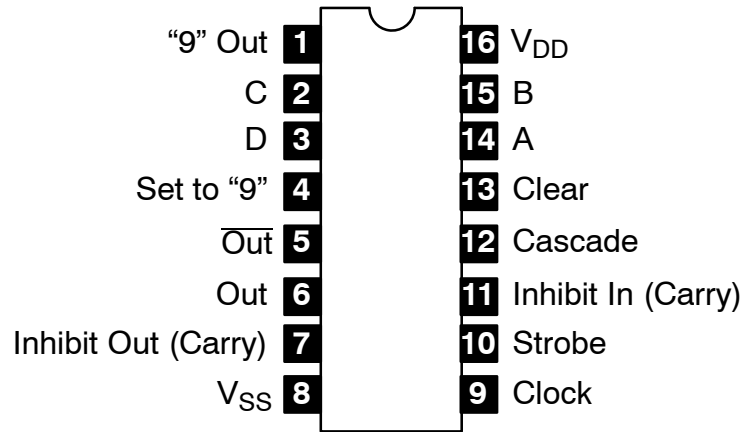 “9” Out 1 16 VDD
C 2 15 B
D 3 14 A
Set to “9” 4 13 Clear
Out 5 12 Cascade
Out 6 11 Inhibit In (Carry)
Inhibit Out (Carry) 7 10 Strobe
VSS 8 9 Clock